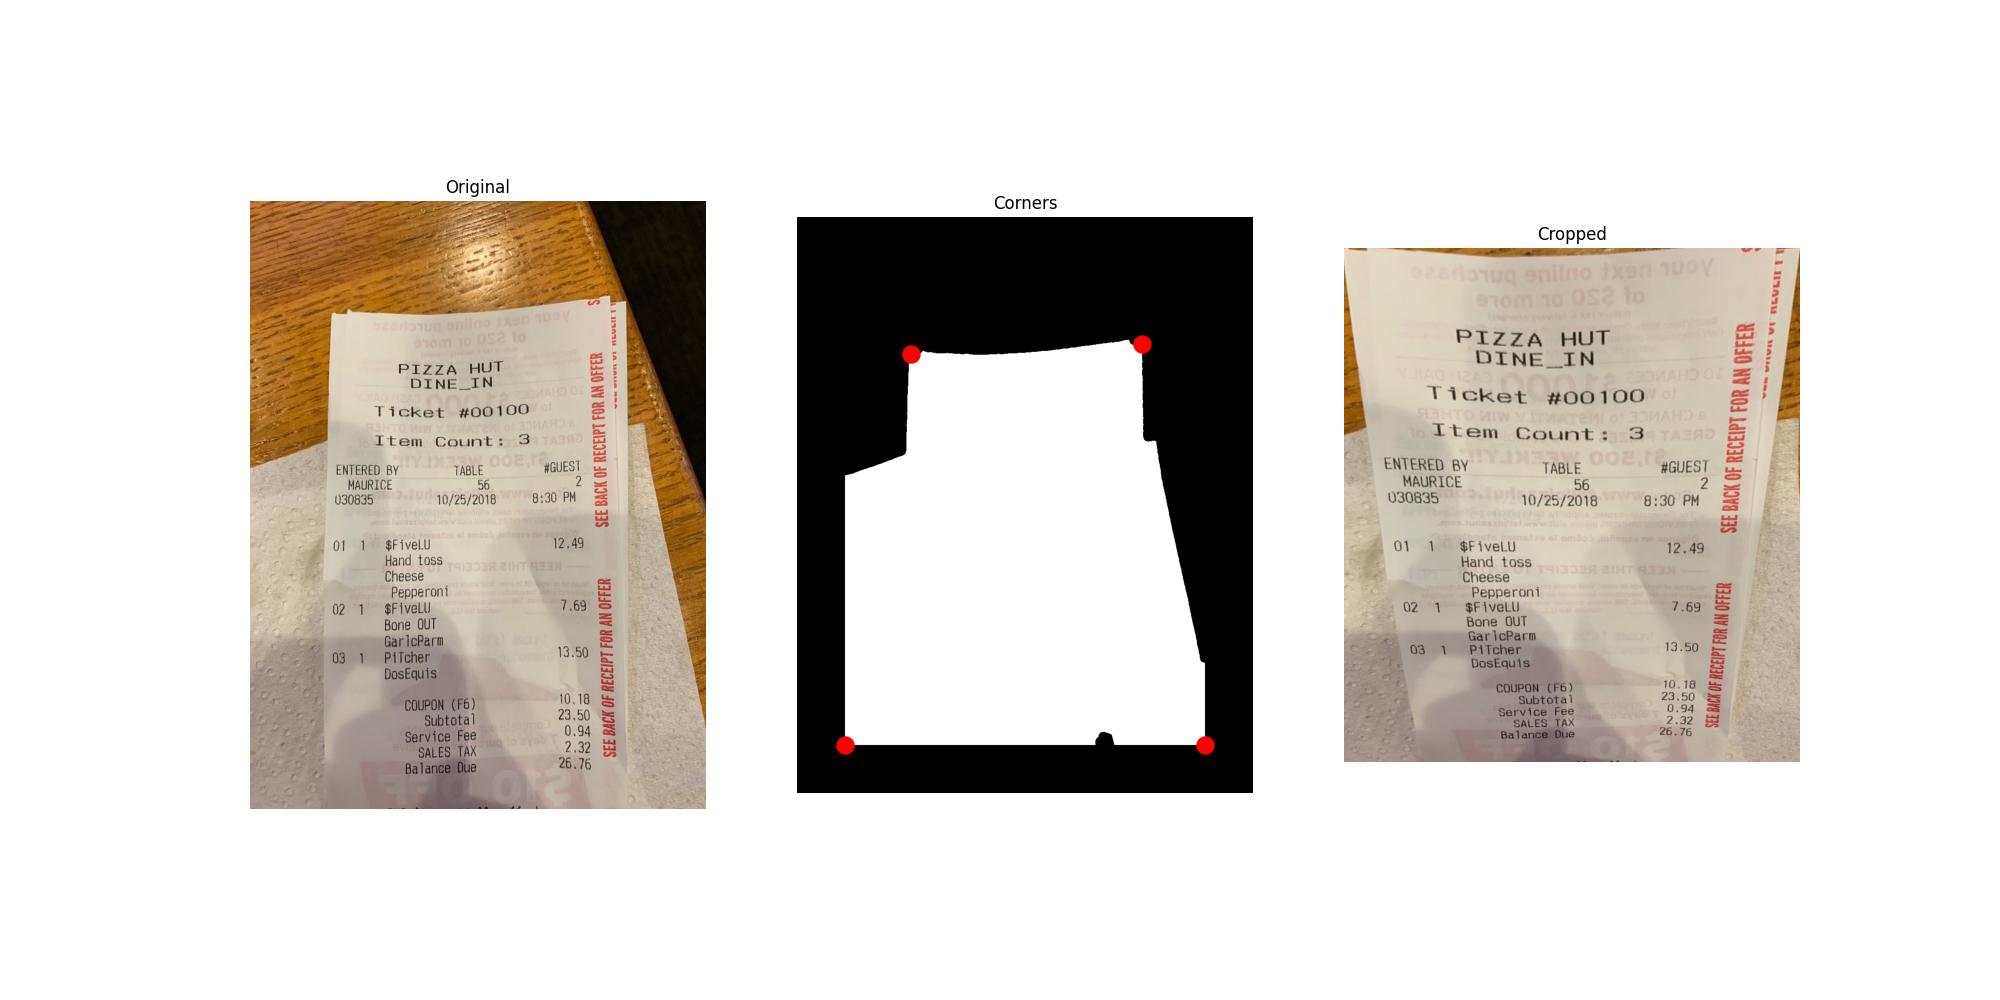 Original
your next online purchase
of $20 or more
PIZZA HUT
DINE_IN
Ticket #00100
Item Count: 3
ENTERED BY TABLE #GUEST
MAURICE 56 2
030835 10/25/2018 8:30 PM
01 1 $FiveLU 12.49
Hand toss
Cheese
Pepperoni
02 1 $FiveLU 7.69
Bone OUT
GarlcParm
03 1 PiTcher 13.50
DosEquis
COUPON (F6) 10.18
Subtotal 23.50
Service Fee 0.94
SALES TAX 2.32
Balance Due 26.76
SEE BACK OF RECEIPT FOR AN OFFER
SEE BACK OF RECEIPT FOR AN OFFER
Corners
Cropped
your next online purchase
of $20 or more
PIZZA HUT
DINE_IN
Ticket #00100
Item Count: 3
ENTERED BY TABLE #GUEST
MAURICE 56 2
030835 10/25/2018 8:30 PM
01 1 $FiveLU 12.49
Hand toss
Cheese
Pepperoni
02 1 $FiveLU 7.69
Bone OUT
GarlcParm
03 1 PiTcher 13.50
DosEquis
COUPON (F6) 10.18
Subtotal 23.50
Service Fee 0.94
SALES TAX 2.32
Balance Due 26.76
SEE BACK OF RECEIPT FOR AN OFFER
SEE BACK OF RECEIPT FOR AN OFFER